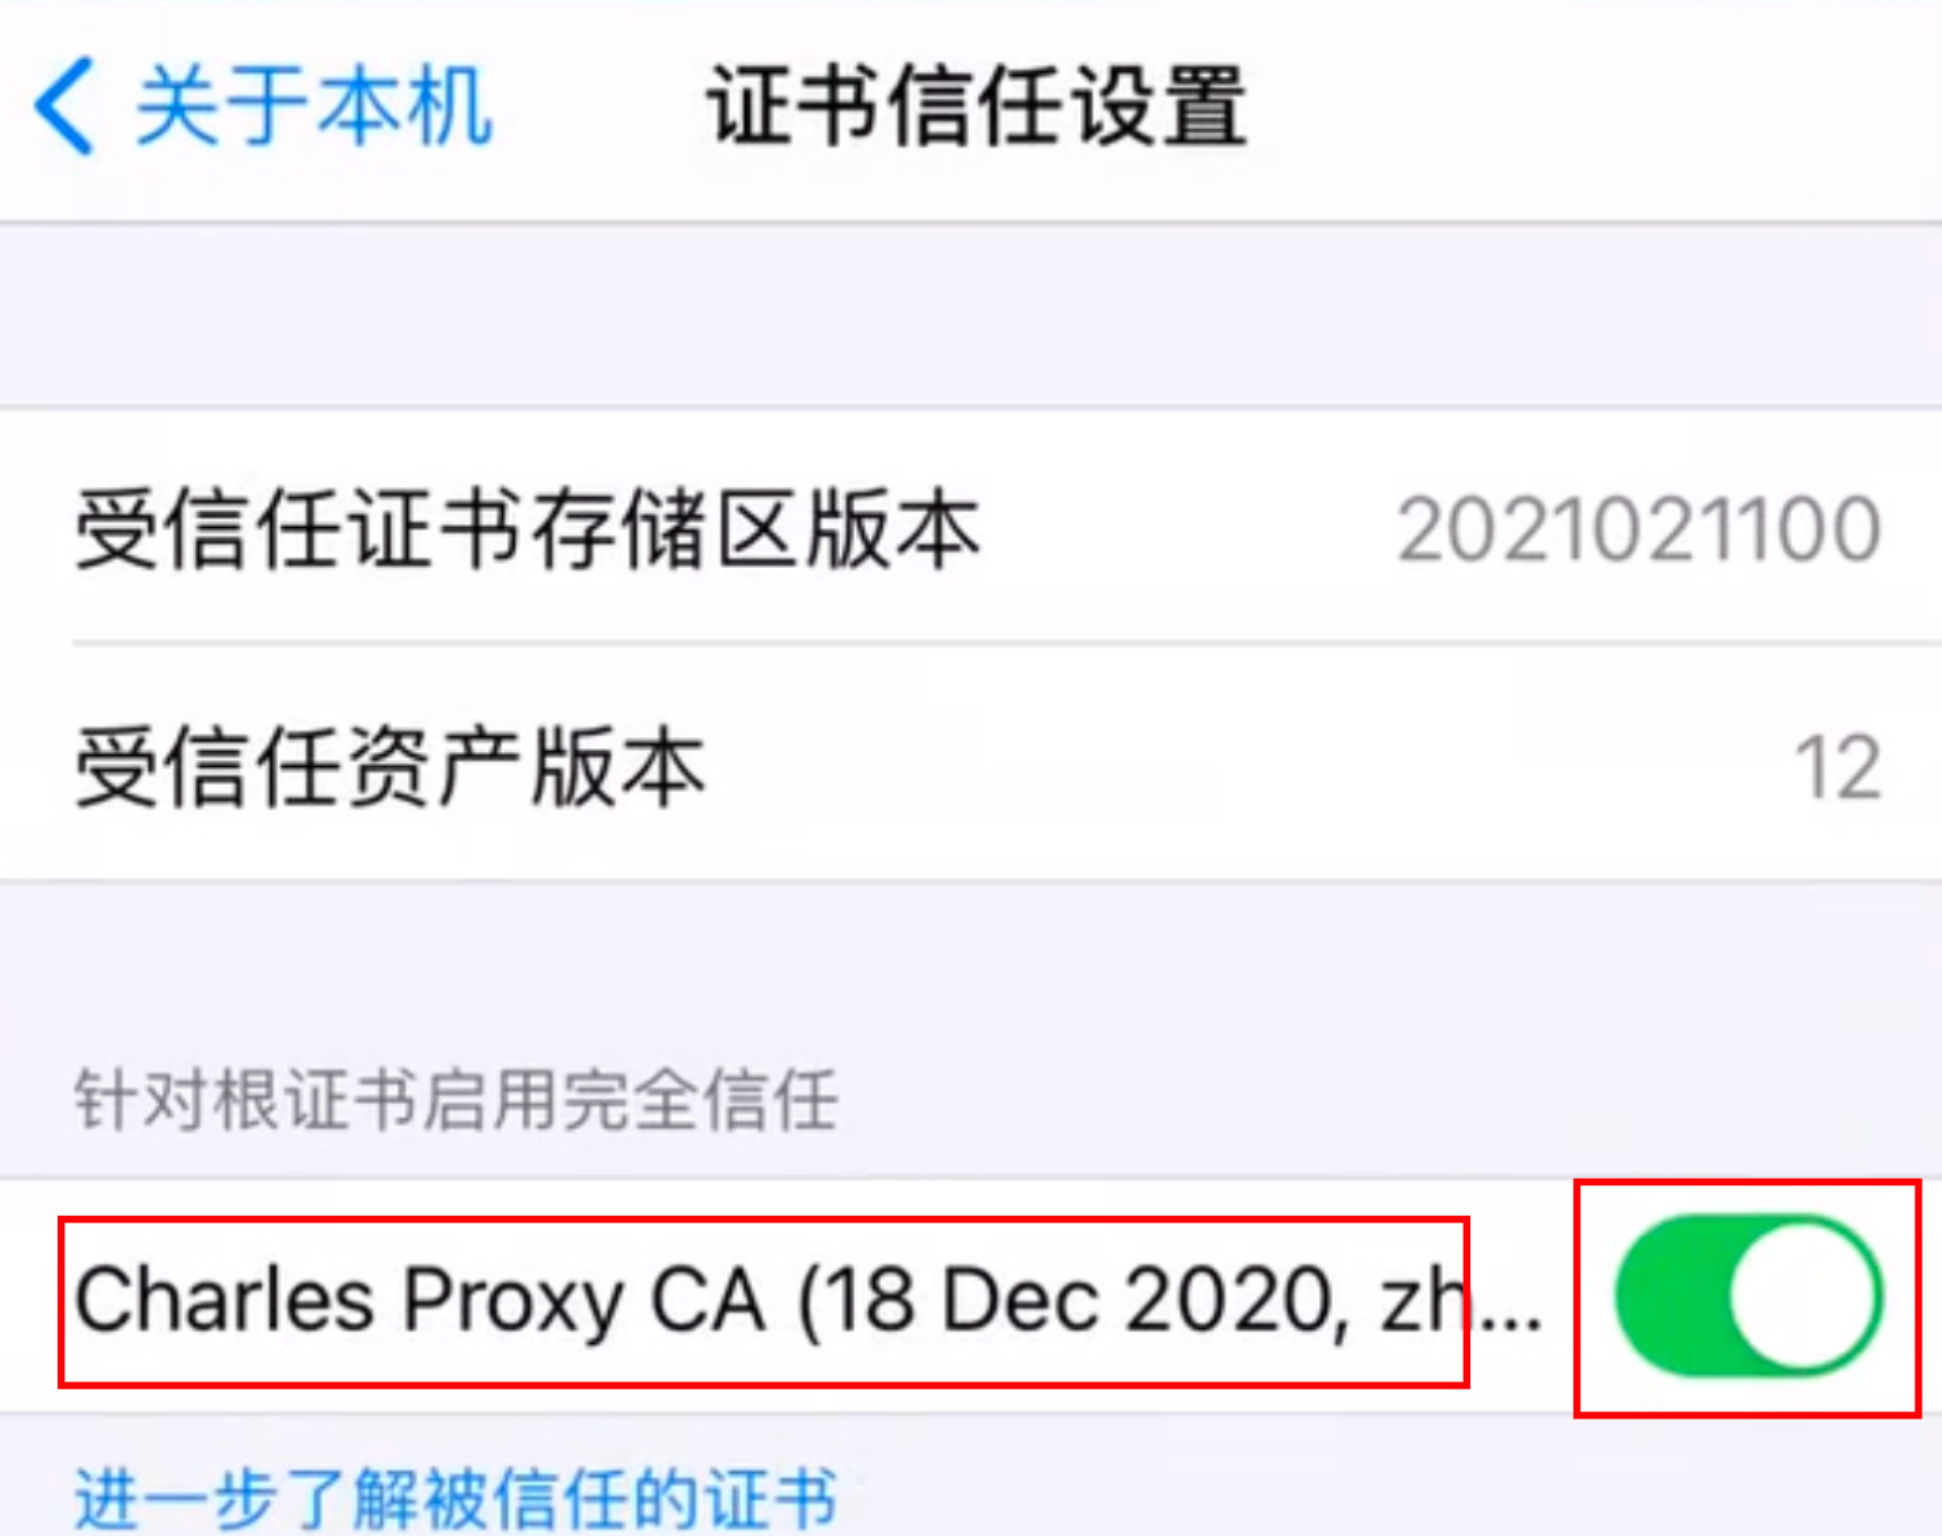 关于本机
证书信任设置
受信任证书存储区版本
2021021100
受信任资产版本
12
针对根证书启用完全信任
Charles Proxy CA (18 Dec 2020, zh...
进一步了解被信任的证书